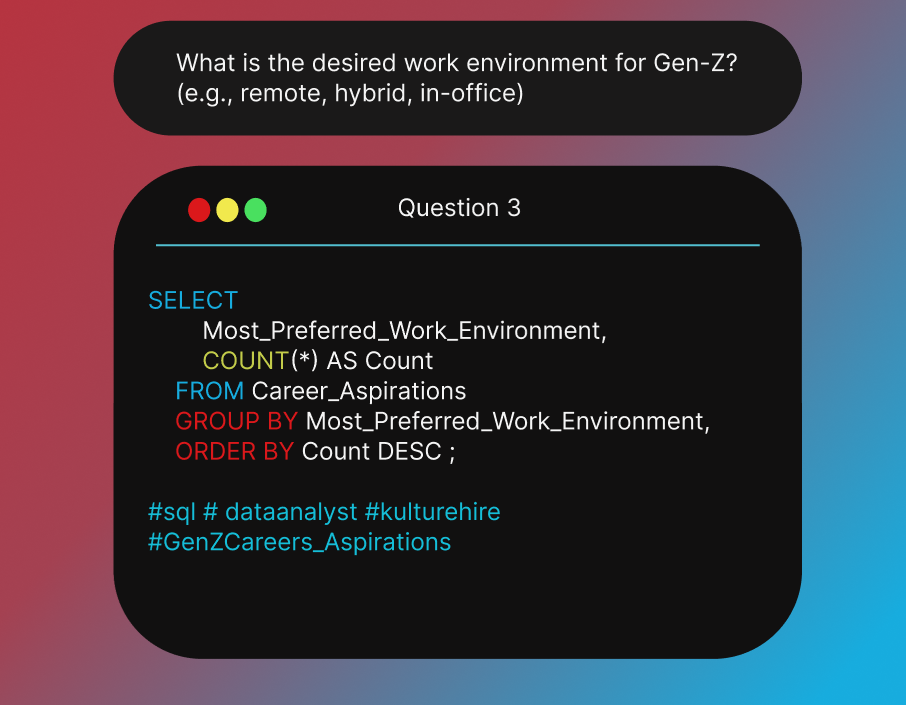 What is the desired work environment for Gen-Z?
(e.g., remote, hybrid, in-office)
Question 3
SELECT
Most_Preferred_Work_Environment,
COUNT(*) AS Count
FROM Career_Aspirations
GROUP BY Most_Preferred_Work_Environment,
ORDER BY Count DESC ;
#sql # dataanalyst #kulturehire
#GenZCareers_Aspirations